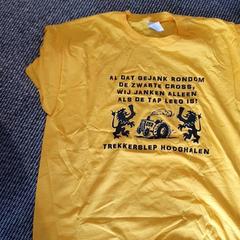 AL DAT GEJANK RONDOM
DE ZWARTE CROSS,
WIJ JANKEN ALLEEN
ALS DE TAP LEEG IS!
TREKKERSLEP HOOGHALEN